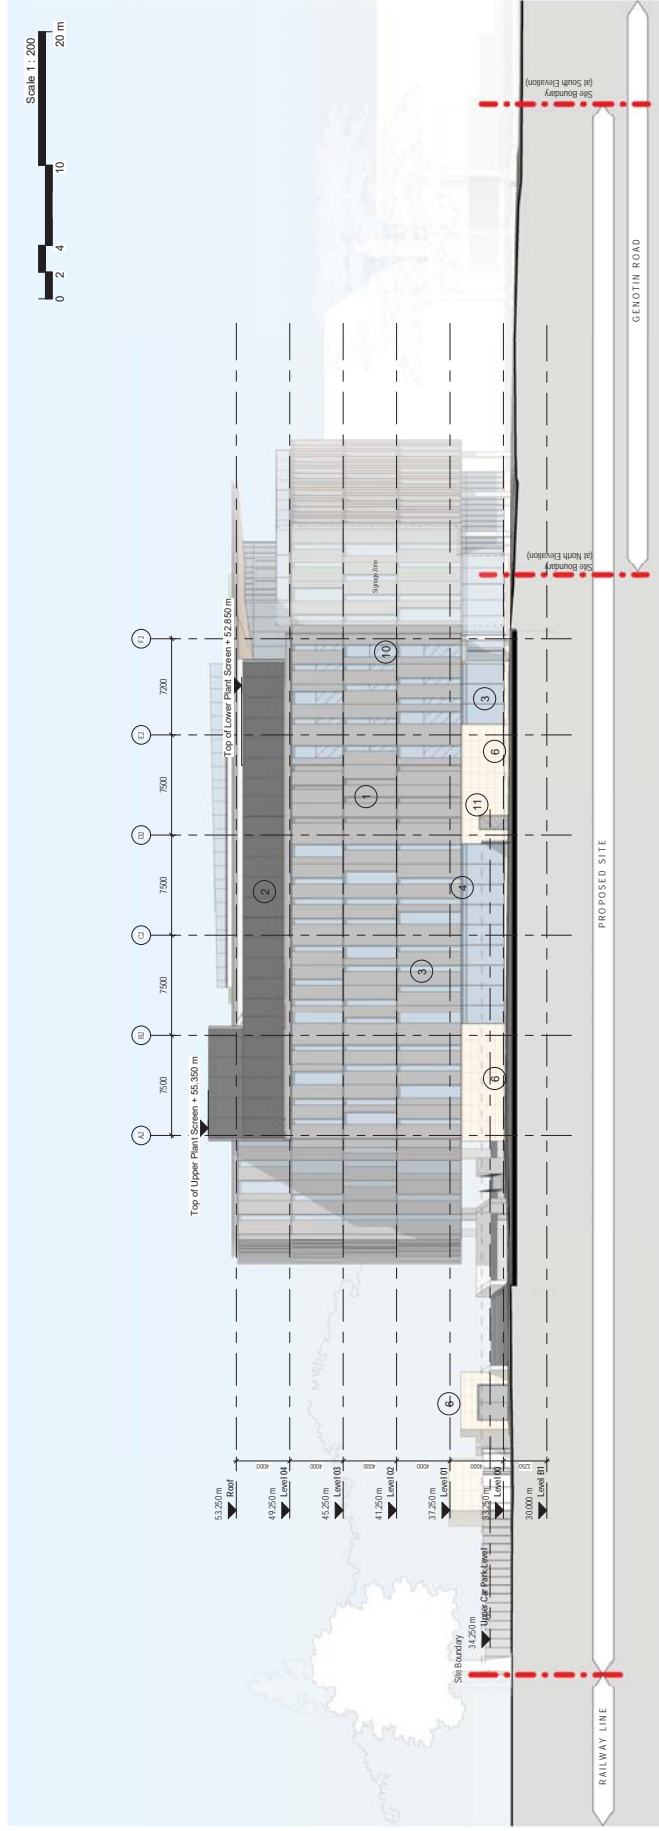 Scale 1 : 200
0 2 4 10 20 m
Top of Upper Plant Screen + 55.350 m
Top of Lower Plant Screen + 52.850 m
A2 B2 C2 D2 E2 F2
7500 7500 7500 7500 7200
53.250 m
Roof
49.250 m
Level 04
45.250 m
Level 03
41.250 m
Level 02
37.250 m
Level 01
33.250 m
Level 00
30.000 m
Level B1
34.250 m
Upper Car Park Level
4000
4000
4000
4000
4000
3250
2
1
10
3
4
3
11
6
6
6
Signage Zone
Site Boundary
Site Boundary
(at North Elevation)
Site Boundary
(at South Elevation)
RAILWAY LINE
PROPOSED SITE
GENOTIN ROAD